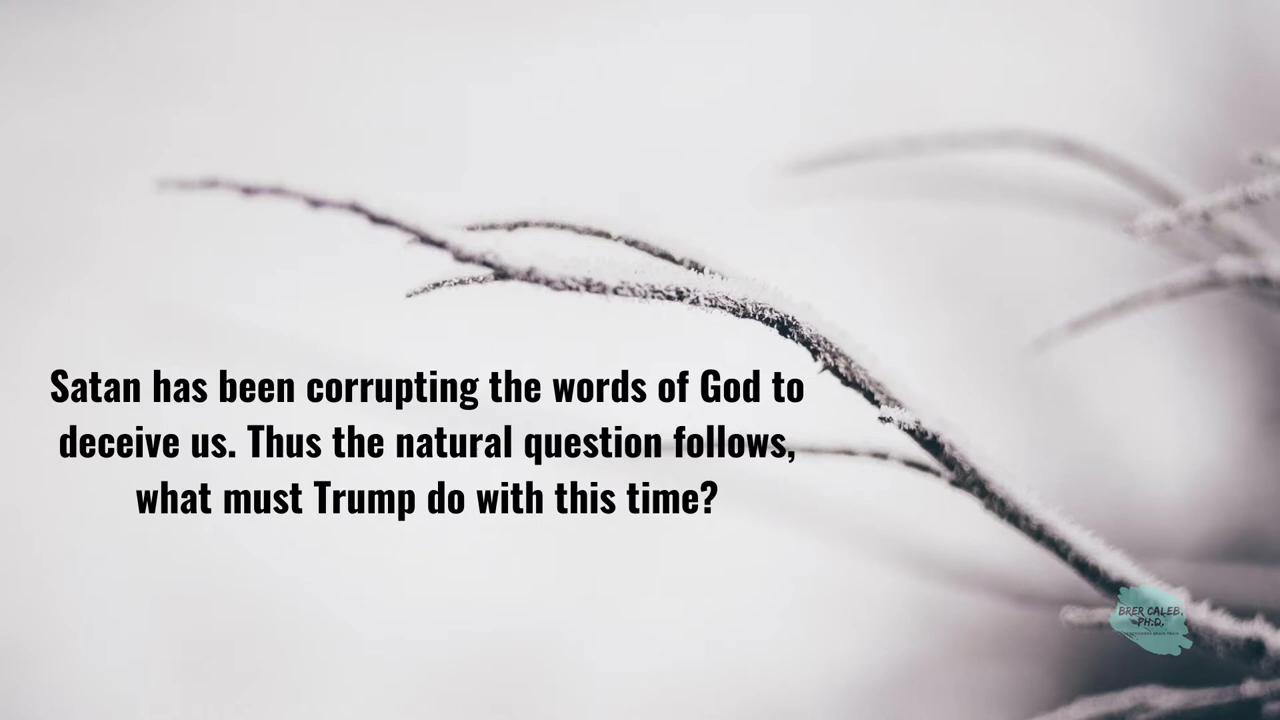 Satan has been corrupting the words of God to
deceive us. Thus the natural question follows,
what must Trump do with this time?
BRER CALEB,
PH.D.